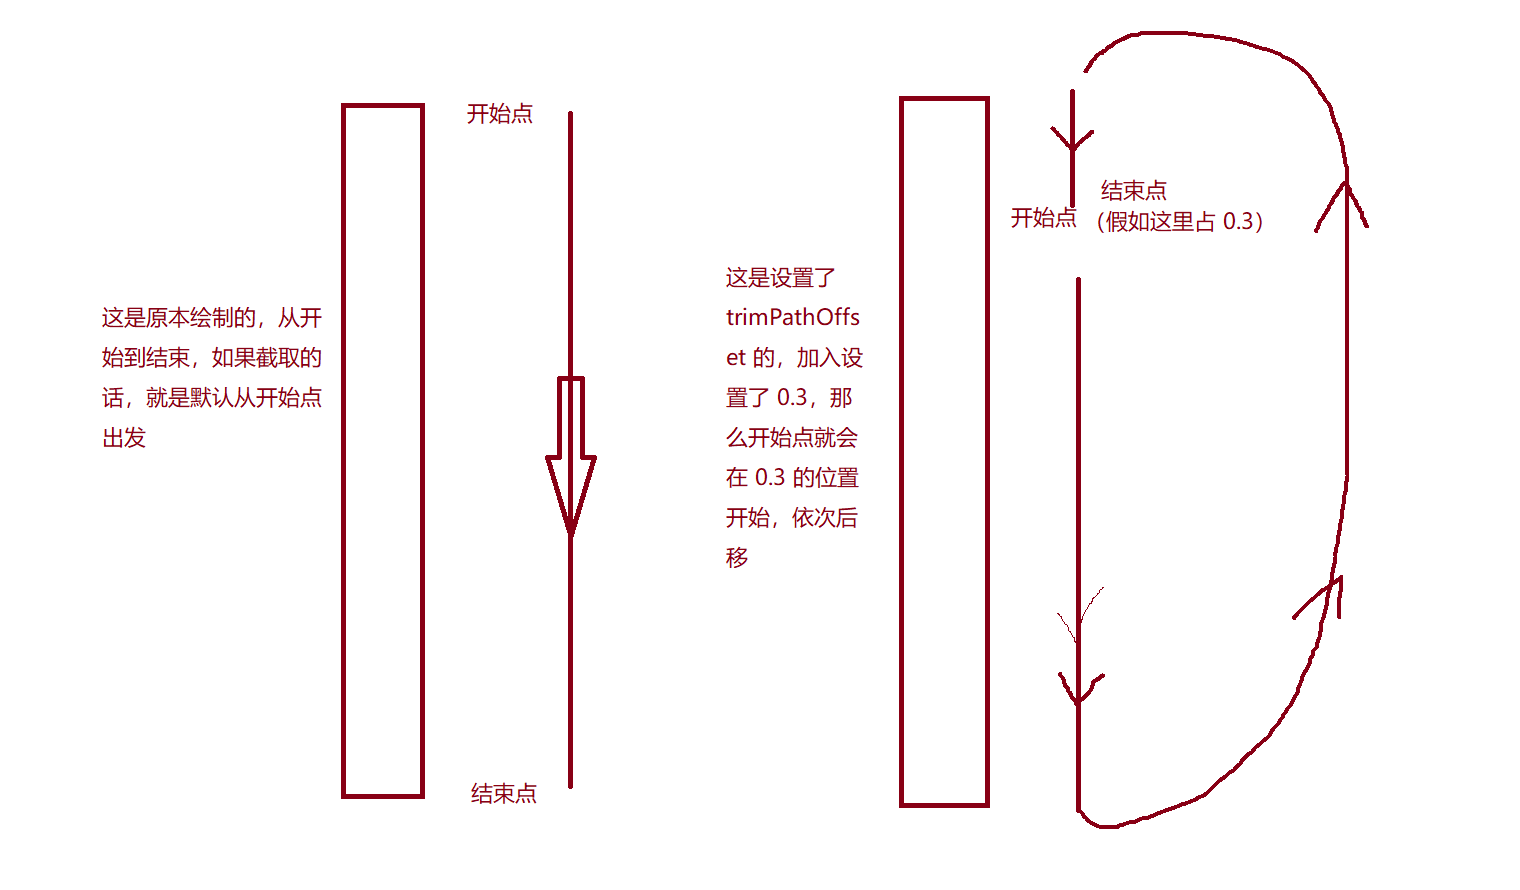 开始点
这是原本绘制的，从开
始到结束，如果截取的
话，就是默认从开始点
出发
结束点
这是设置了
trimPathOffs
et 的，加入设
置了 0.3，那
么开始点就会
在 0.3 的位置
开始，依次后
移
结束点
开始点
（假如这里占 0.3）